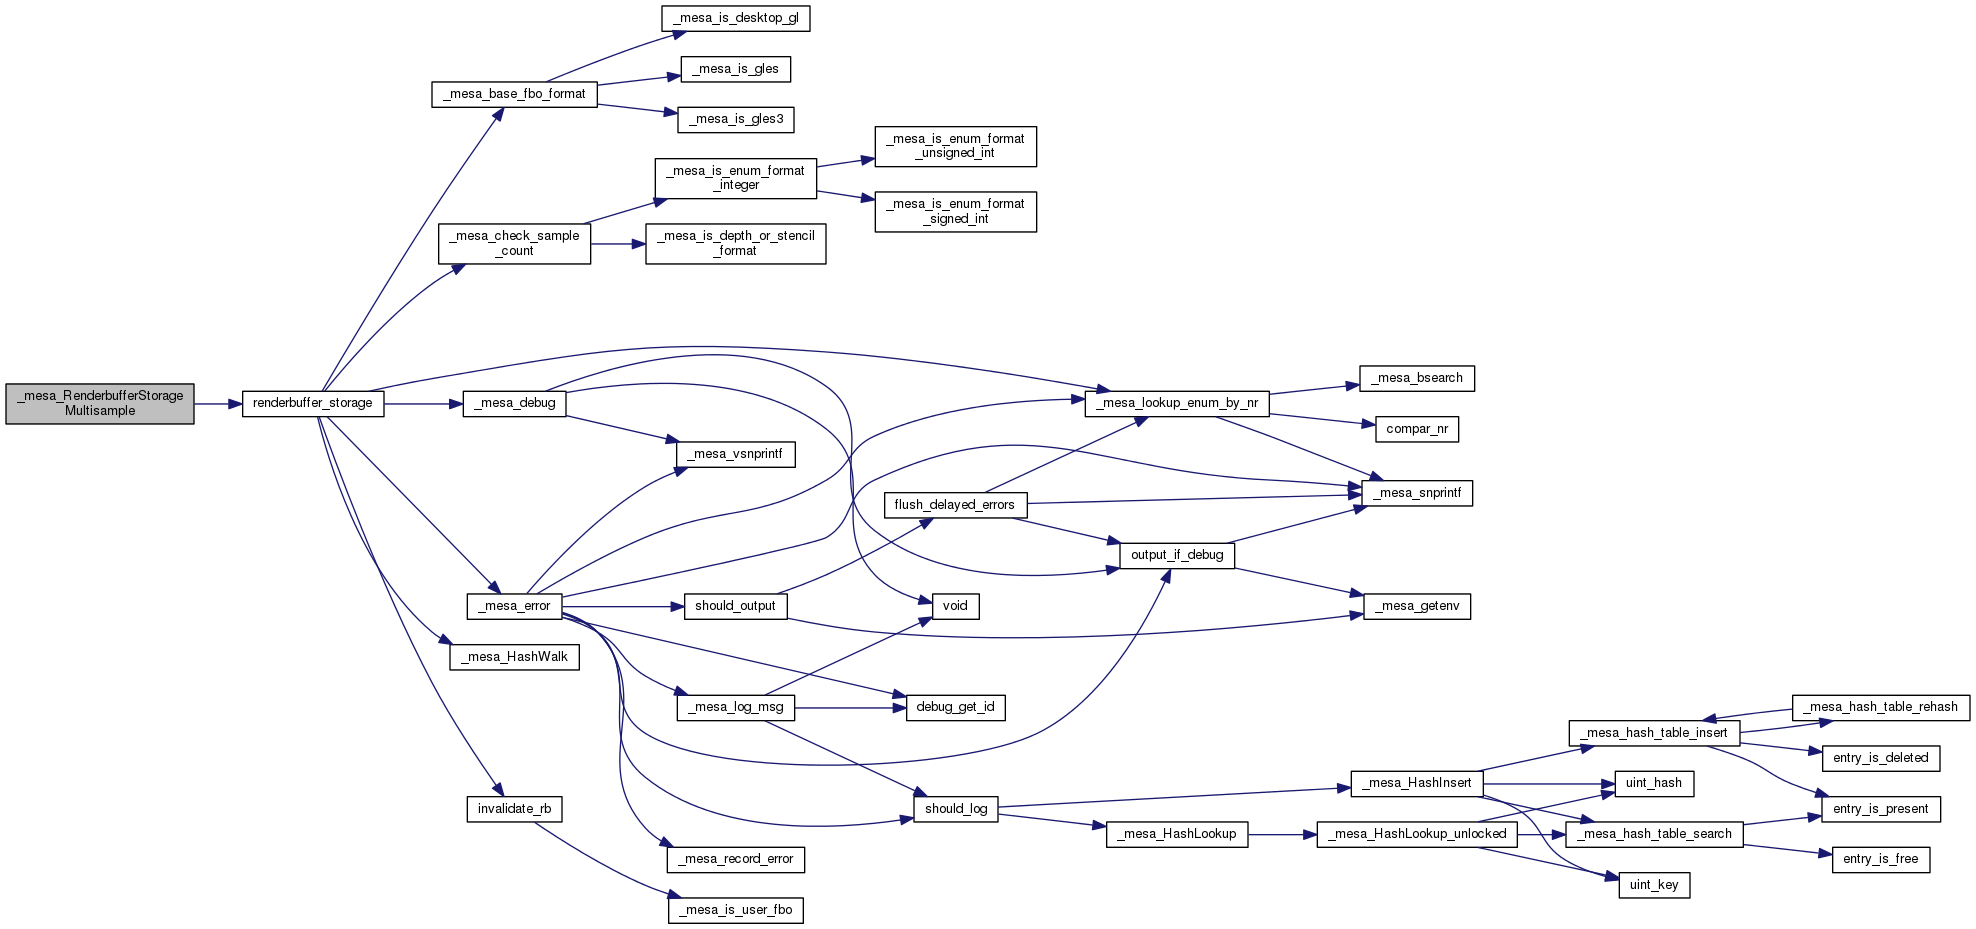 _mesa_is_desktop_gl
_mesa_is_gles
_mesa_base_fbo_format
_mesa_is_gles3
_mesa_is_enum_format
_unsigned_int
_mesa_is_enum_format
_integer
_mesa_is_enum_format
_signed_int
_mesa_check_sample
_count
_mesa_is_depth_or_stencil
_format
_mesa_RenderbufferStorage
Multisample
renderbuffer_storage
_mesa_debug
_mesa_lookup_enum_by_nr
_mesa_bsearch
compar_nr
_mesa_vsnprintf
flush_delayed_errors
_mesa_snprintf
output_if_debug
_mesa_error
should_output
void
_mesa_getenv
_mesa_HashWalk
_mesa_log_msg
debug_get_id
_mesa_hash_table_rehash
_mesa_hash_table_insert
entry_is_deleted
_mesa_HashInsert
uint_hash
invalidate_rb
should_log
entry_is_present
_mesa_HashLookup
_mesa_HashLookup_unlocked
_mesa_hash_table_search
_mesa_record_error
entry_is_free
uint_key
_mesa_is_user_fbo